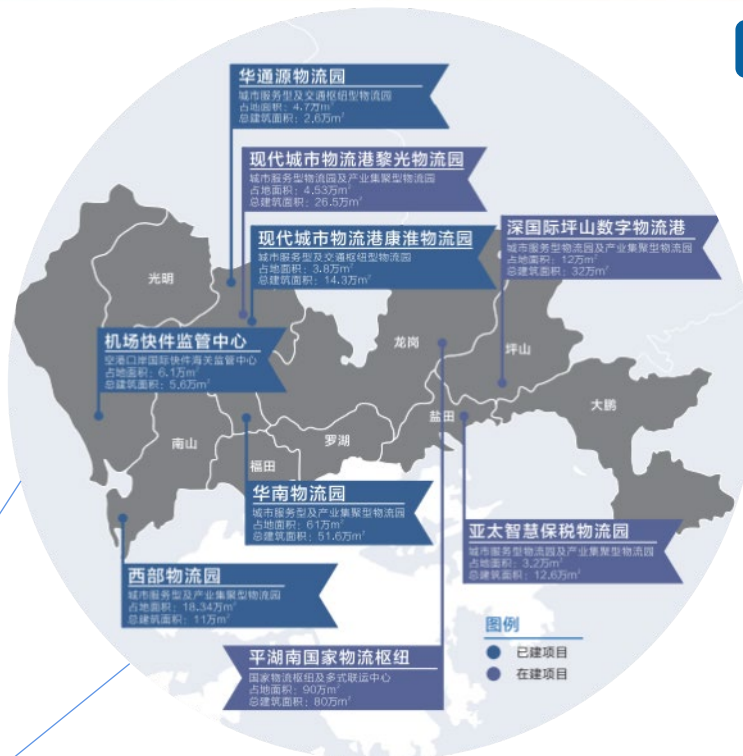 华通源物流园
城市服务型及交通枢纽型物流园
占地面积：4.7万m²
总建筑面积：2.6万m²
现代城市物流港黎光物流园
城市服务型物流园及产业集聚型物流园
占地面积：4.53万m²
总建筑面积：26.5万m²
现代城市物流港康淮物流园
城市服务型及交通枢纽型物流园
占地面积：3.8万m²
总建筑面积：14.3万m²
深国际坪山数字物流港
城市服务型物流园及产业集聚型物流园
占地面积：12万m²
总建筑面积：32万m²
光明
机场快件监管中心
空港口岸国际快件海关监管中心
占地面积：6.1万m²
总建筑面积：5.6万m²
龙岗
坪山
大鹏
盐田
南山
罗湖
福田
华南物流园
城市服务型及产业集聚型物流园
占地面积：61万m²
总建筑面积：51.6万m²
亚太智慧保税物流园
城市服务型物流园及产业集聚型物流园
占地面积：3.2万m²
总建筑面积：12.6万m²
西部物流园
城市服务型及产业集聚型物流园
占地面积：18.34万m²
总建筑面积：11万m²
平湖南国家物流枢纽
国家物流枢纽及多式联运中心
占地面积：90万m²
总建筑面积：80万m²
图例
已建项目
在建项目